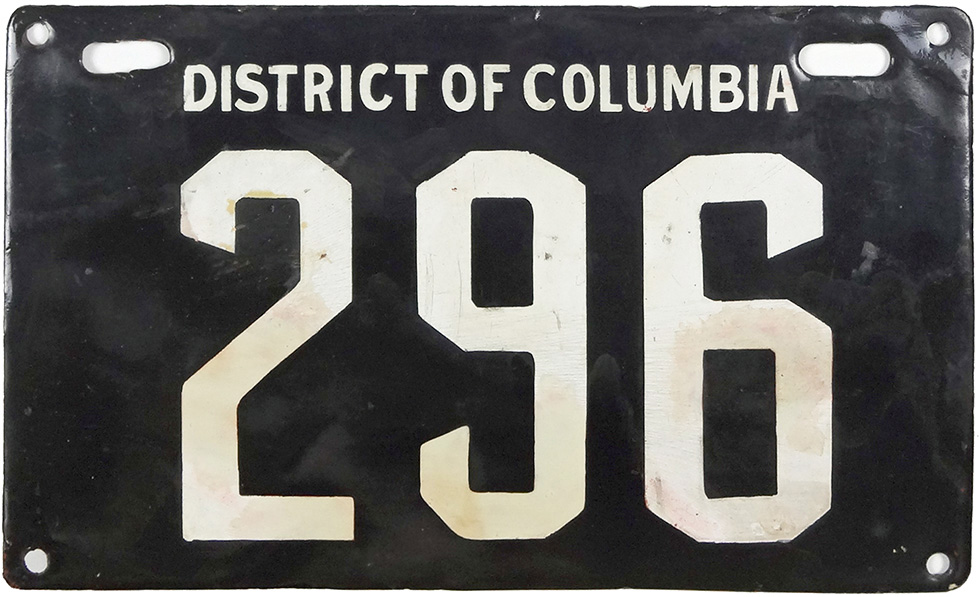 DISTRICT OF COLUMBIA
296